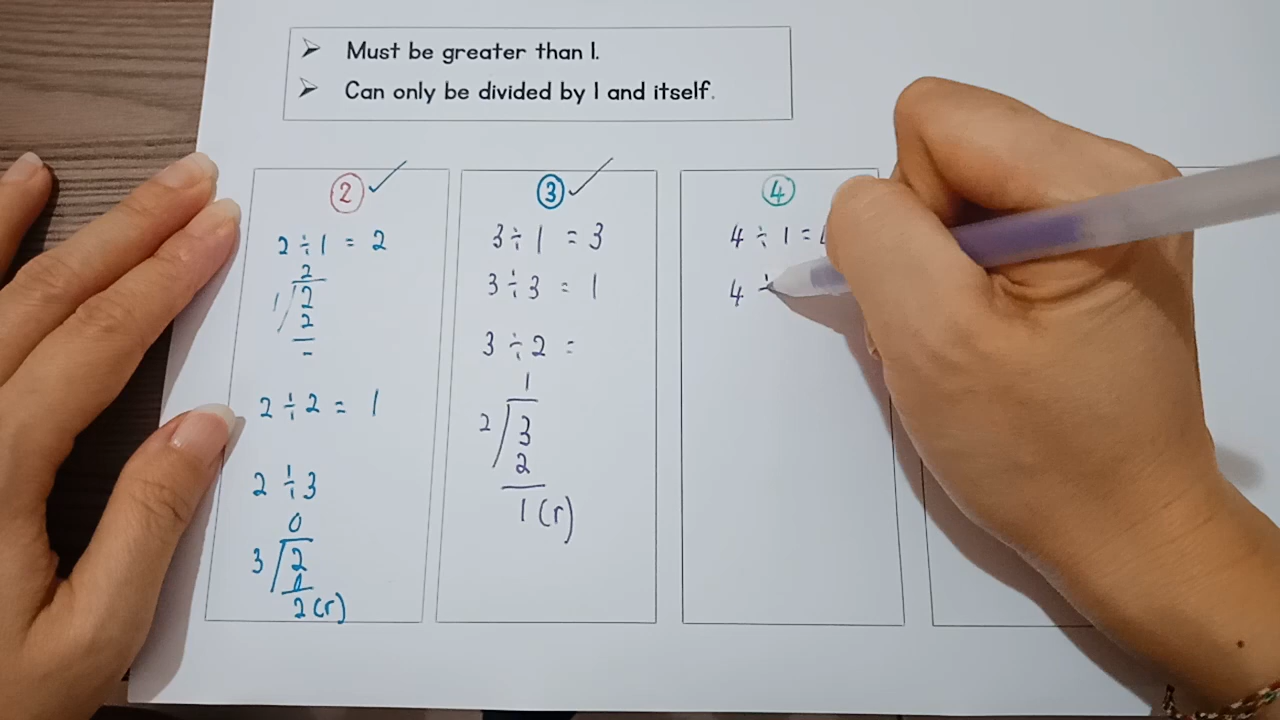 Must be greater than 1.
Can only be divided by 1 and itself.
2
2 ÷ 1 = 2
2
1 2
2
-
2 ÷ 2 = 1
2 ÷ 3
0
3 2
0
2 (r)
3
3 ÷ 1 = 3
3 ÷ 3 = 1
3 ÷ 2 =
1
2 3
2
1 (r)
4
4 ÷ 1 =
4 ÷